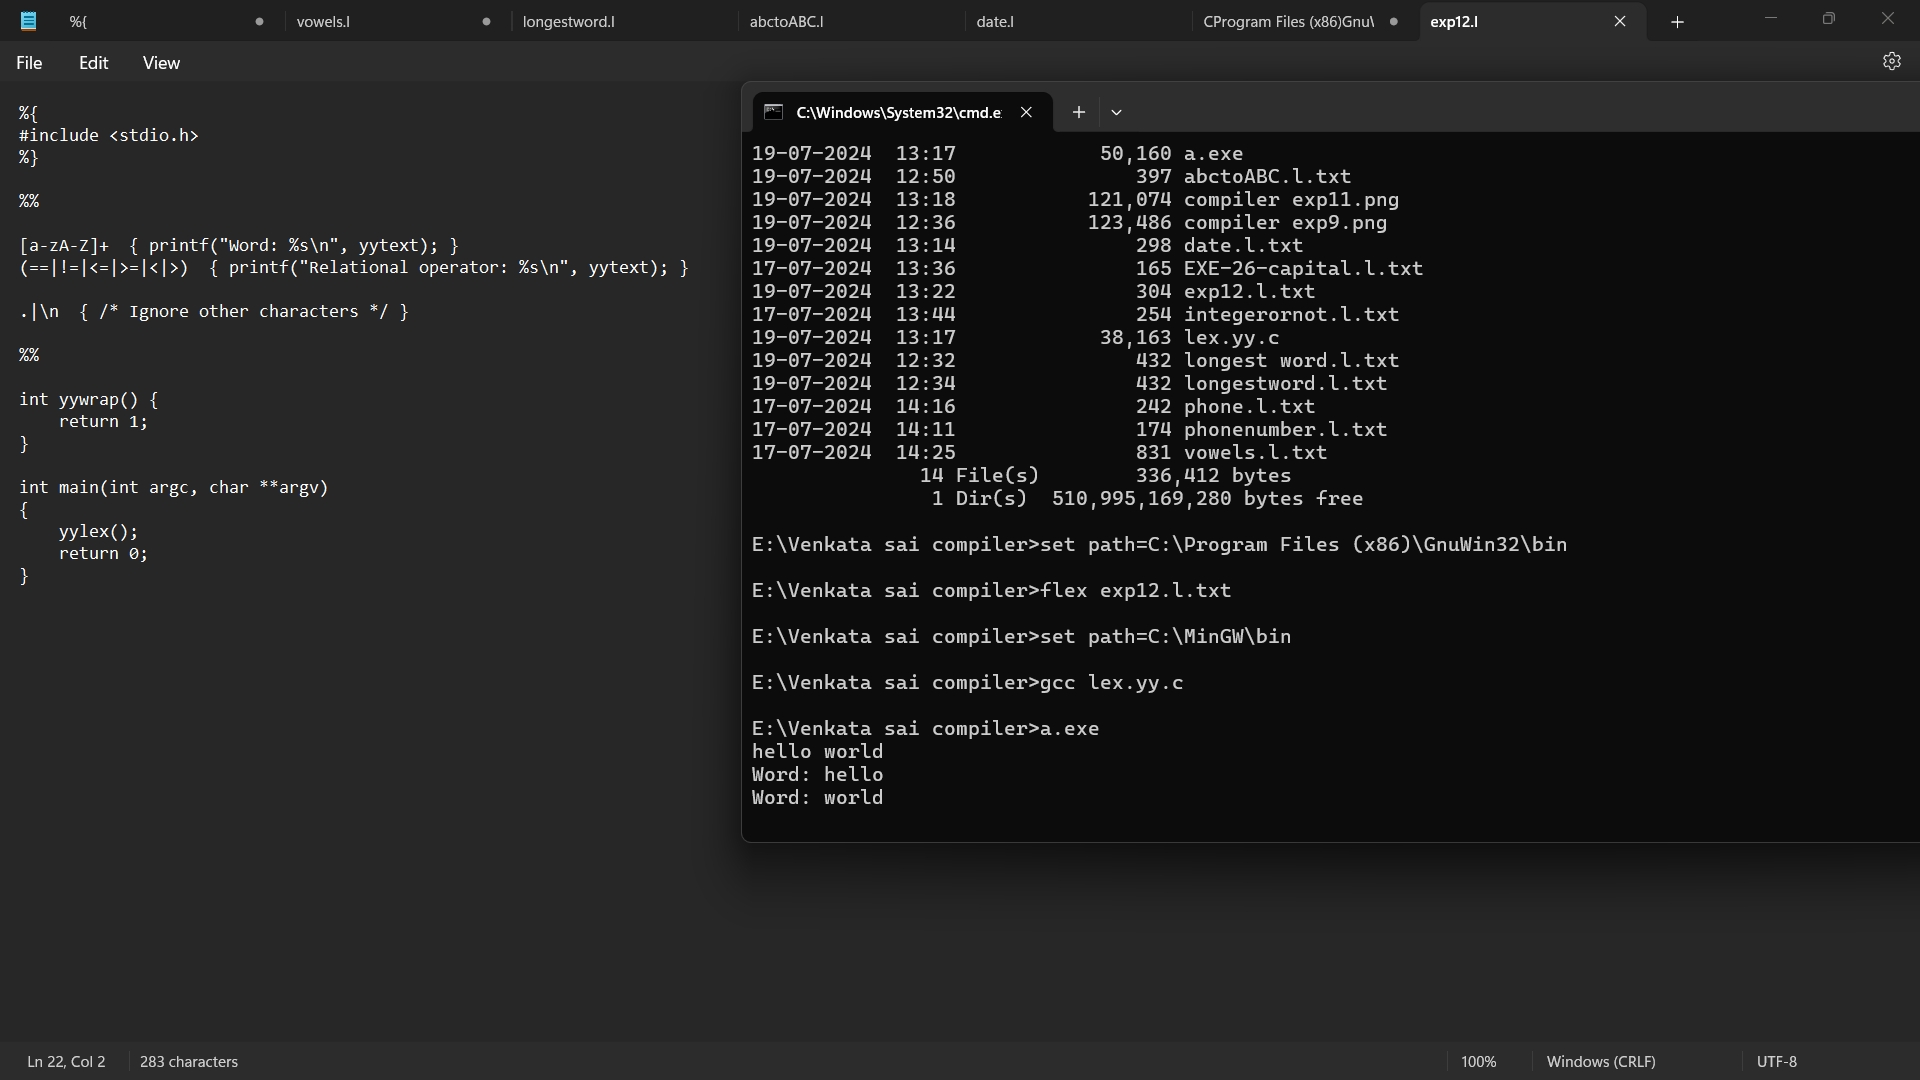 %{
vowels.l
longestword.l
abctoABC.l
date.l
CProgram Files (x86)Gnu\
exp12.l
File
Edit
View
%{
#include <stdio.h>
%}
%%
[a-zA-Z]+  { printf("Word: %s\n", yytext); }
(==|!=|<=|>=|<|>)  { printf("Relational operator: %s\n", yytext); }
.|\n  { /* Ignore other characters */ }
%%
int yywrap() {
    return 1;
}
int main(int argc, char **argv)
{
    yylex();
    return 0;
}
C:\Windows\System32\cmd.e
19-07-2024  13:17            50,160 a.exe
19-07-2024  12:50               397 abctoABC.l.txt
19-07-2024  13:18           121,074 compiler exp11.png
19-07-2024  12:36           123,486 compiler exp9.png
19-07-2024  13:14               298 date.l.txt
17-07-2024  13:36               165 EXE-26-capital.l.txt
19-07-2024  13:22               304 exp12.l.txt
17-07-2024  13:44               254 integerornot.l.txt
19-07-2024  13:17            38,163 lex.yy.c
19-07-2024  12:32               432 longest word.l.txt
19-07-2024  12:34               432 longestword.l.txt
17-07-2024  14:16               242 phone.l.txt
17-07-2024  14:11               174 phonenumber.l.txt
17-07-2024  14:25               831 vowels.l.txt
              14 File(s)        336,412 bytes
               1 Dir(s)  510,995,169,280 bytes free
E:\Venkata sai compiler>set path=C:\Program Files (x86)\GnuWin32\bin
E:\Venkata sai compiler>flex exp12.l.txt
E:\Venkata sai compiler>set path=C:\MinGW\bin
E:\Venkata sai compiler>gcc lex.yy.c
E:\Venkata sai compiler>a.exe
hello world
Word: hello
Word: world
Ln 22, Col 2
283 characters
100%
Windows (CRLF)
UTF-8